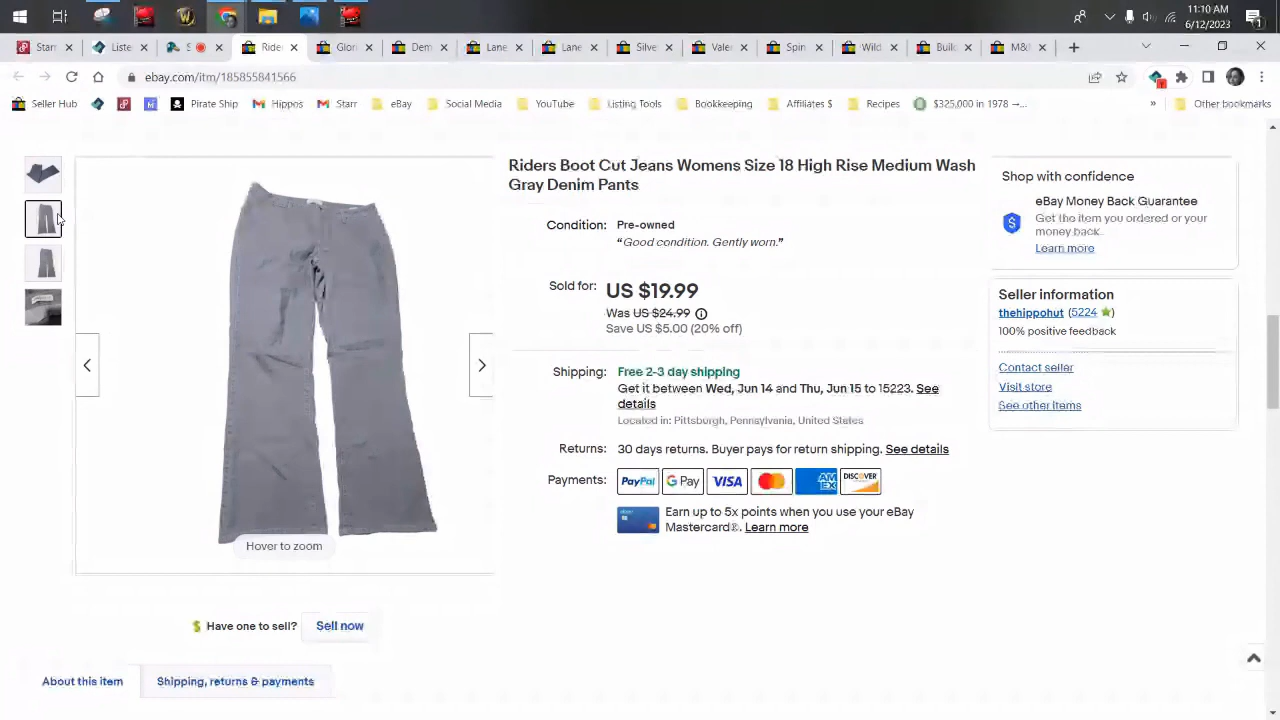 11:10 AM
6/12/2023
1
Starr
Liste
S
Rider
Glori
Dem
Lane
Lane
Silve
Valer
Spin
Wild
Build
M&M
ebay.com/itm/185855841566
Seller Hub
Pirate Ship
Hippos
Starr
eBay
Social Media
YouTube
Listing Tools
Bookkeeping
Affiliates $
Recipes
$325,000 in 1978 →...
»
Other bookmarks
Riders Boot Cut Jeans Womens Size 18 High Rise Medium Wash
Gray Denim Pants
Condition: Pre-owned
“Good condition. Gently worn.”
Sold for: US $19.99
Was US $24.99
Save US $5.00 (20% off)
Shipping: Free 2-3 day shipping
Get it between Wed, Jun 14 and Thu, Jun 15 to 15223. See
details
Located in: Pittsburgh, Pennsylvania, United States
Returns: 30 days returns. Buyer pays for return shipping. See details
Payments: PayPal G Pay VISA AM EX DISCOVER
Earn up to 5x points when you use your eBay
Mastercard®. Learn more
Shop with confidence
eBay Money Back Guarantee
Get the item you ordered or your
money back.
Learn more
Seller information
thehippohut (5224)
100% positive feedback
Contact seller
Visit store
See other items
Hover to zoom
Have one to sell? Sell now
About this item
Shipping, returns & payments